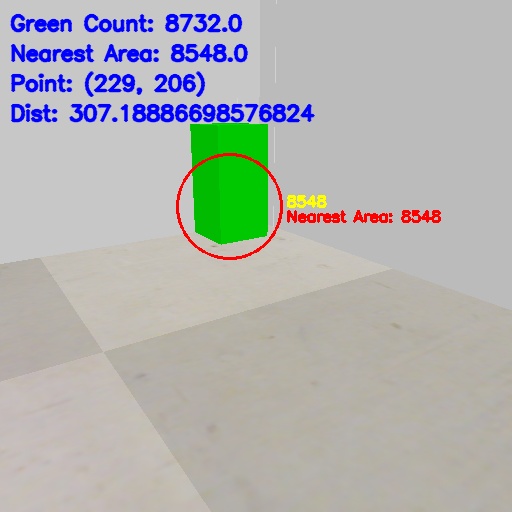 Green Count: 8732.0
Nearest Area: 8548.0
Point: (229, 206)
Dist: 307.18886698576824
8548
Nearest Area: 8548